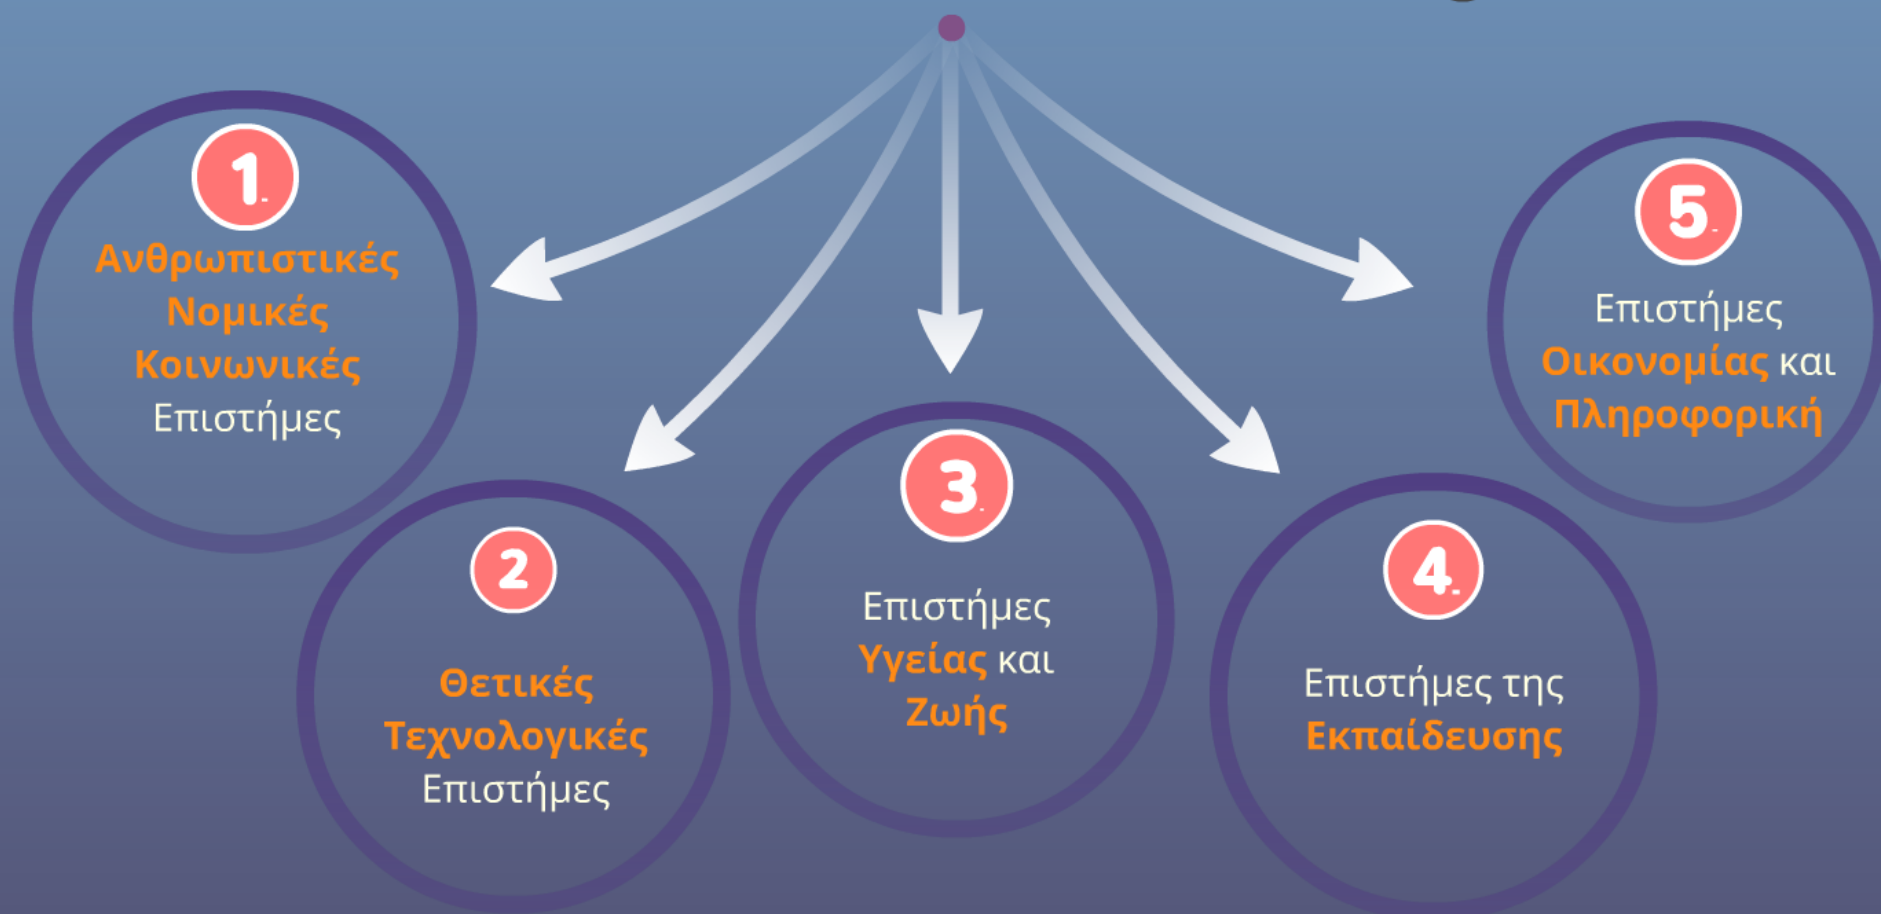 1
Ανθρωπιστικές
Νομικές
Κοινωνικές
Επιστήμες
2
Θετικές
Τεχνολογικές
Επιστήμες
3
Επιστήμες
Υγείας και
Ζωής
4
Επιστήμες της
Εκπαίδευσης
5
Επιστήμες
Οικονομίας και
Πληροφορική